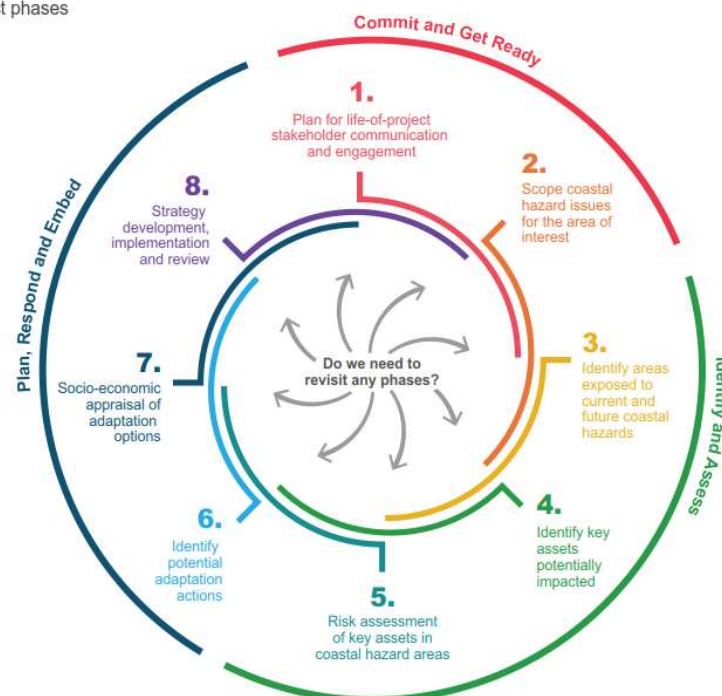 phases
Commit and Get Ready
1.
Plan for life-of-project
stakeholder communication
and engagement
2.
Scope coastal
hazard issues
for the area of
interest
3.
Identify areas
exposed to
current and
future coastal
hazards
Identify and Assess
4.
Identify key
assets
potentially
impacted
5.
Risk assessment
of key assets in
coastal hazard areas
6.
Identify
potential
adaptation
actions
7.
Socio-economic
appraisal of
adaptation
options
8.
Strategy
development,
implementation
and review
Plan, Respond and Embed
Do we need to
revisit any phases?